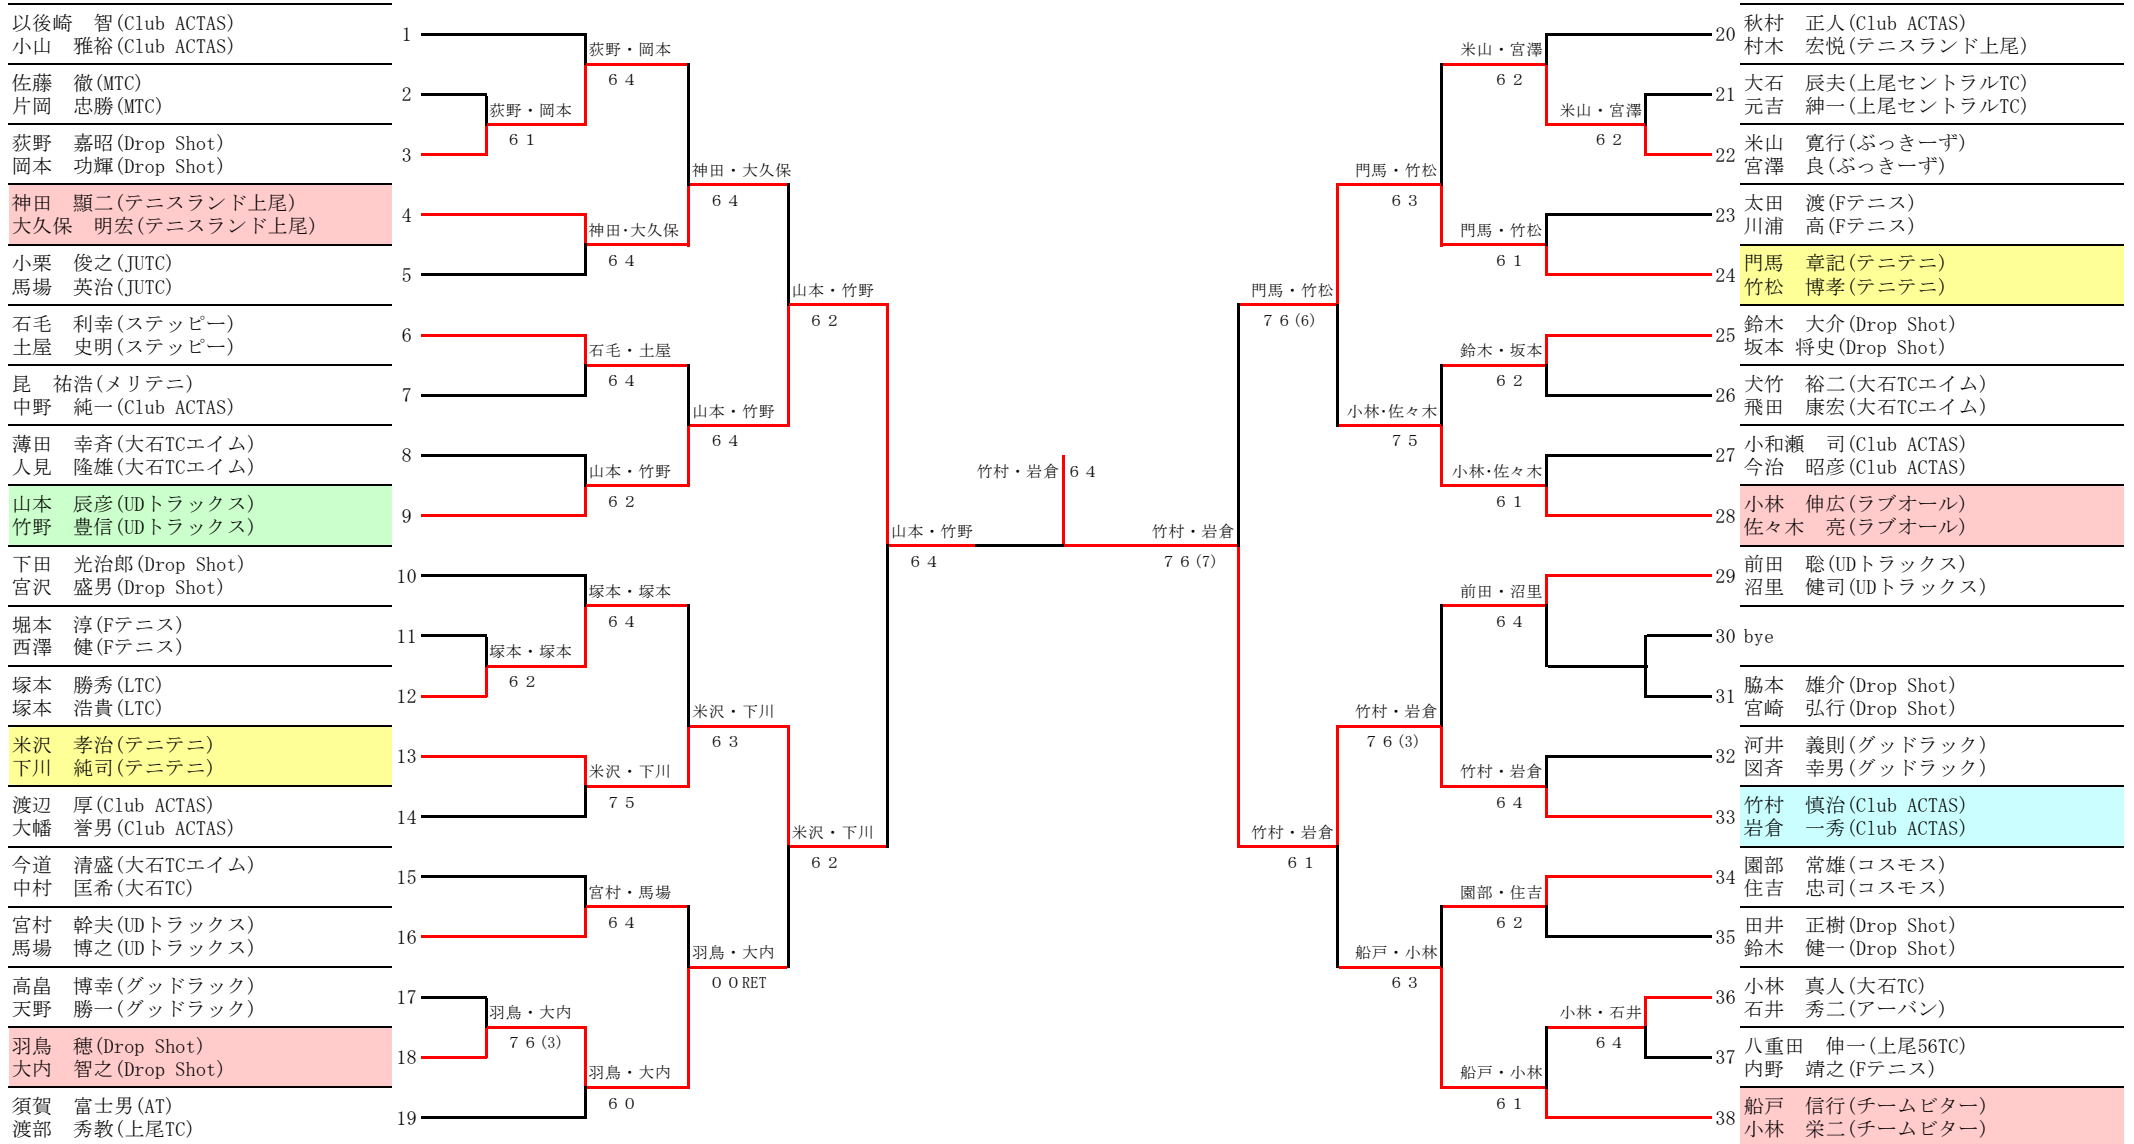 以後崎　智(Club ACTAS)
小山　雅裕(Club ACTAS)
1
佐藤　徹(MTC)
片岡　忠勝(MTC)
2
荻野　嘉昭(Drop Shot)
岡本　功輝(Drop Shot)
3
神田　顯二(テニスランド上尾)
大久保　明宏(テニスランド上尾)
4
小栗　俊之(JUTC)
馬場　英治(JUTC)
5
石毛　利幸(ステッピー)
土屋　史明(ステッピー)
6
昆　祐浩(メリテニ)
中野　純一(Club ACTAS)
7
薄田　幸斉(大石TCエイム)
人見　隆雄(大石TCエイム)
8
山本　辰彦(UDトラックス)
竹野　豊信(UDトラックス)
9
下田　光治郎(Drop Shot)
宮沢　盛男(Drop Shot)
10
堀本　淳(Fテニス)
西澤　健(Fテニス)
11
塚本　勝秀(LTC)
塚本　浩貴(LTC)
12
米沢　孝治(テニテニ)
下川　純司(テニテニ)
13
渡辺　厚(Club ACTAS)
大幡　誉男(Club ACTAS)
14
今道　清盛(大石TCエイム)
中村　匡希(大石TC)
15
宮村　幹夫(UDトラックス)
馬場　博之(UDトラックス)
16
高畠　博幸(グッドラック)
天野　勝一(グッドラック)
17
羽鳥　穂(Drop Shot)
大内　智之(Drop Shot)
18
須賀　富士男(AT)
渡部　秀教(上尾TC)
19
荻野・岡本
6 1
塚本・塚本
6 2
羽鳥・大内
7 6(3)
荻野・岡本
6 4
神田・大久保
6 4
石毛・土屋
6 4
山本・竹野
6 2
塚本・塚本
6 4
米沢・下川
7 5
宮村・馬場
6 4
羽鳥・大内
6 0
神田・大久保
6 4
山本・竹野
6 4
米沢・下川
6 3
羽鳥・大内
0 0 RET
山本・竹野
6 2
米沢・下川
6 2
山本・竹野
6 4
竹村・岩倉
6 4
竹村・岩倉
7 6(7)
門馬・竹松
7 6(6)
竹村・岩倉
6 1
門馬・竹松
6 3
小林・佐々木
7 5
竹村・岩倉
7 6(3)
船戸・小林
6 3
米山・宮澤
6 2
門馬・竹松
6 1
鈴木・坂本
6 2
小林・佐々木
6 1
前田・沼里
6 4
竹村・岩倉
6 4
園部・住吉
6 2
船戸・小林
6 1
米山・宮澤
6 2
小林・石井
6 4
20
秋村　正人(Club ACTAS)
村木　宏悦(テニスランド上尾)
21
大石　辰夫(上尾セントラルTC)
元吉　紳一(上尾セントラルTC)
22
米山　寛行(ぶっきーず)
宮澤　良(ぶっきーず)
23
太田　渡(Fテニス)
川浦　高(Fテニス)
24
門馬　章記(テニテニ)
竹松　博孝(テニテニ)
25
鈴木　大介(Drop Shot)
坂本 将史(Drop Shot)
26
犬竹　裕二(大石TCエイム)
飛田　康宏(大石TCエイム)
27
小和瀬　司(Club ACTAS)
今治　昭彦(Club ACTAS)
28
小林　伸広(ラブオール)
佐々木　亮(ラブオール)
29
前田　聡(UDトラックス)
沼里　健司(UDトラックス)
30
bye
31
脇本　雄介(Drop Shot)
宮崎　弘行(Drop Shot)
32
河井　義則(グッドラック)
図斉　幸男(グッドラック)
33
竹村　慎治(Club ACTAS)
岩倉　一秀(Club ACTAS)
34
園部　常雄(コスモス)
住吉　忠司(コスモス)
35
田井　正樹(Drop Shot)
鈴木　健一(Drop Shot)
36
小林　真人(大石TC)
石井　秀二(アーバン)
37
八重田　伸一(上尾56TC)
内野　靖之(Fテニス)
38
船戸　信行(チームビター)
小林　栄二(チームビター)